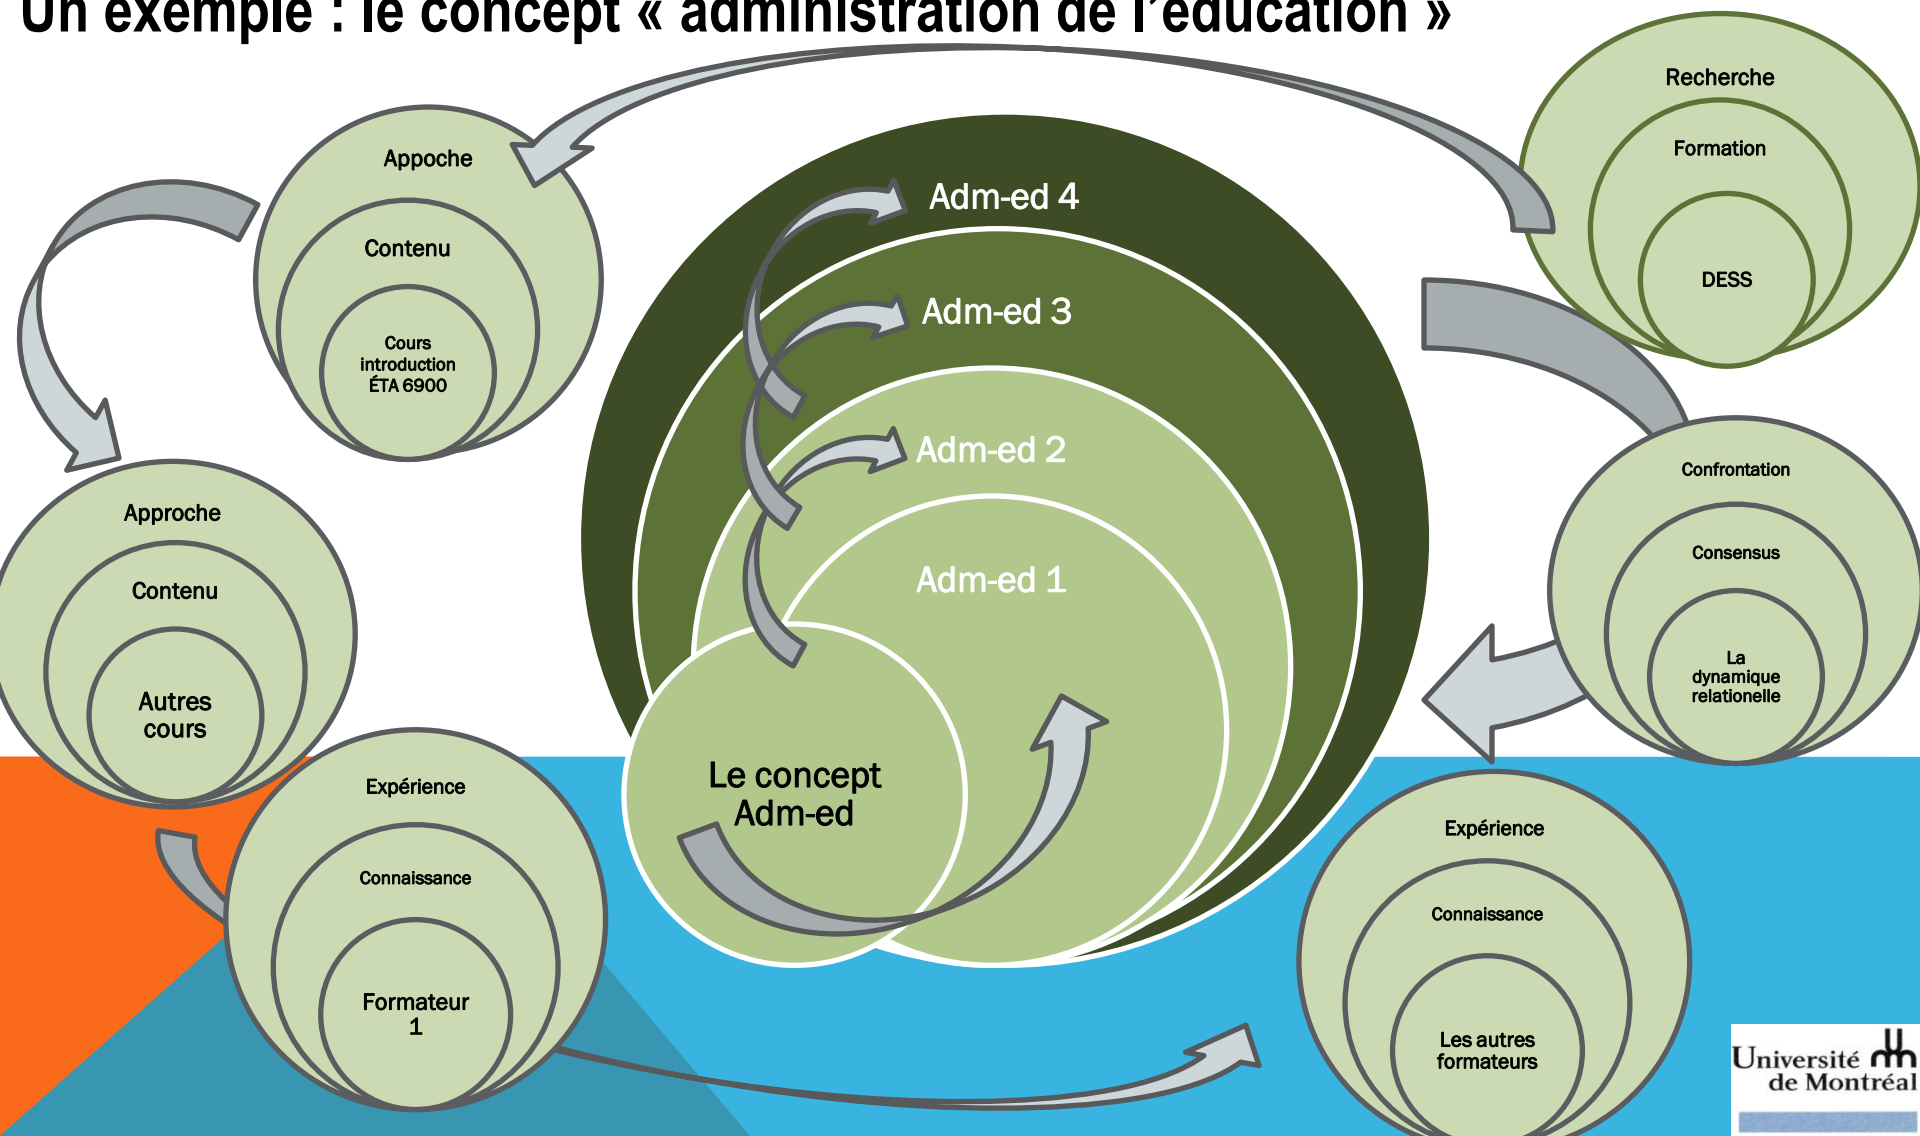 Un exemple : le concept « administration de l'éducation »
Recherche
Formation
DESS
Appoche
Contenu
Cours
introduction
ÉTA 6900
Adm-ed 4
Adm-ed 3
Adm-ed 2
Adm-ed 1
Le concept
Adm-ed
Confrontation
Consensus
La
dynamique
relationelle
Approche
Contenu
Autres
cours
Expérience
Connaissance
Formateur
1
Expérience
Connaissance
Les autres
formateurs
Université
de Montréal